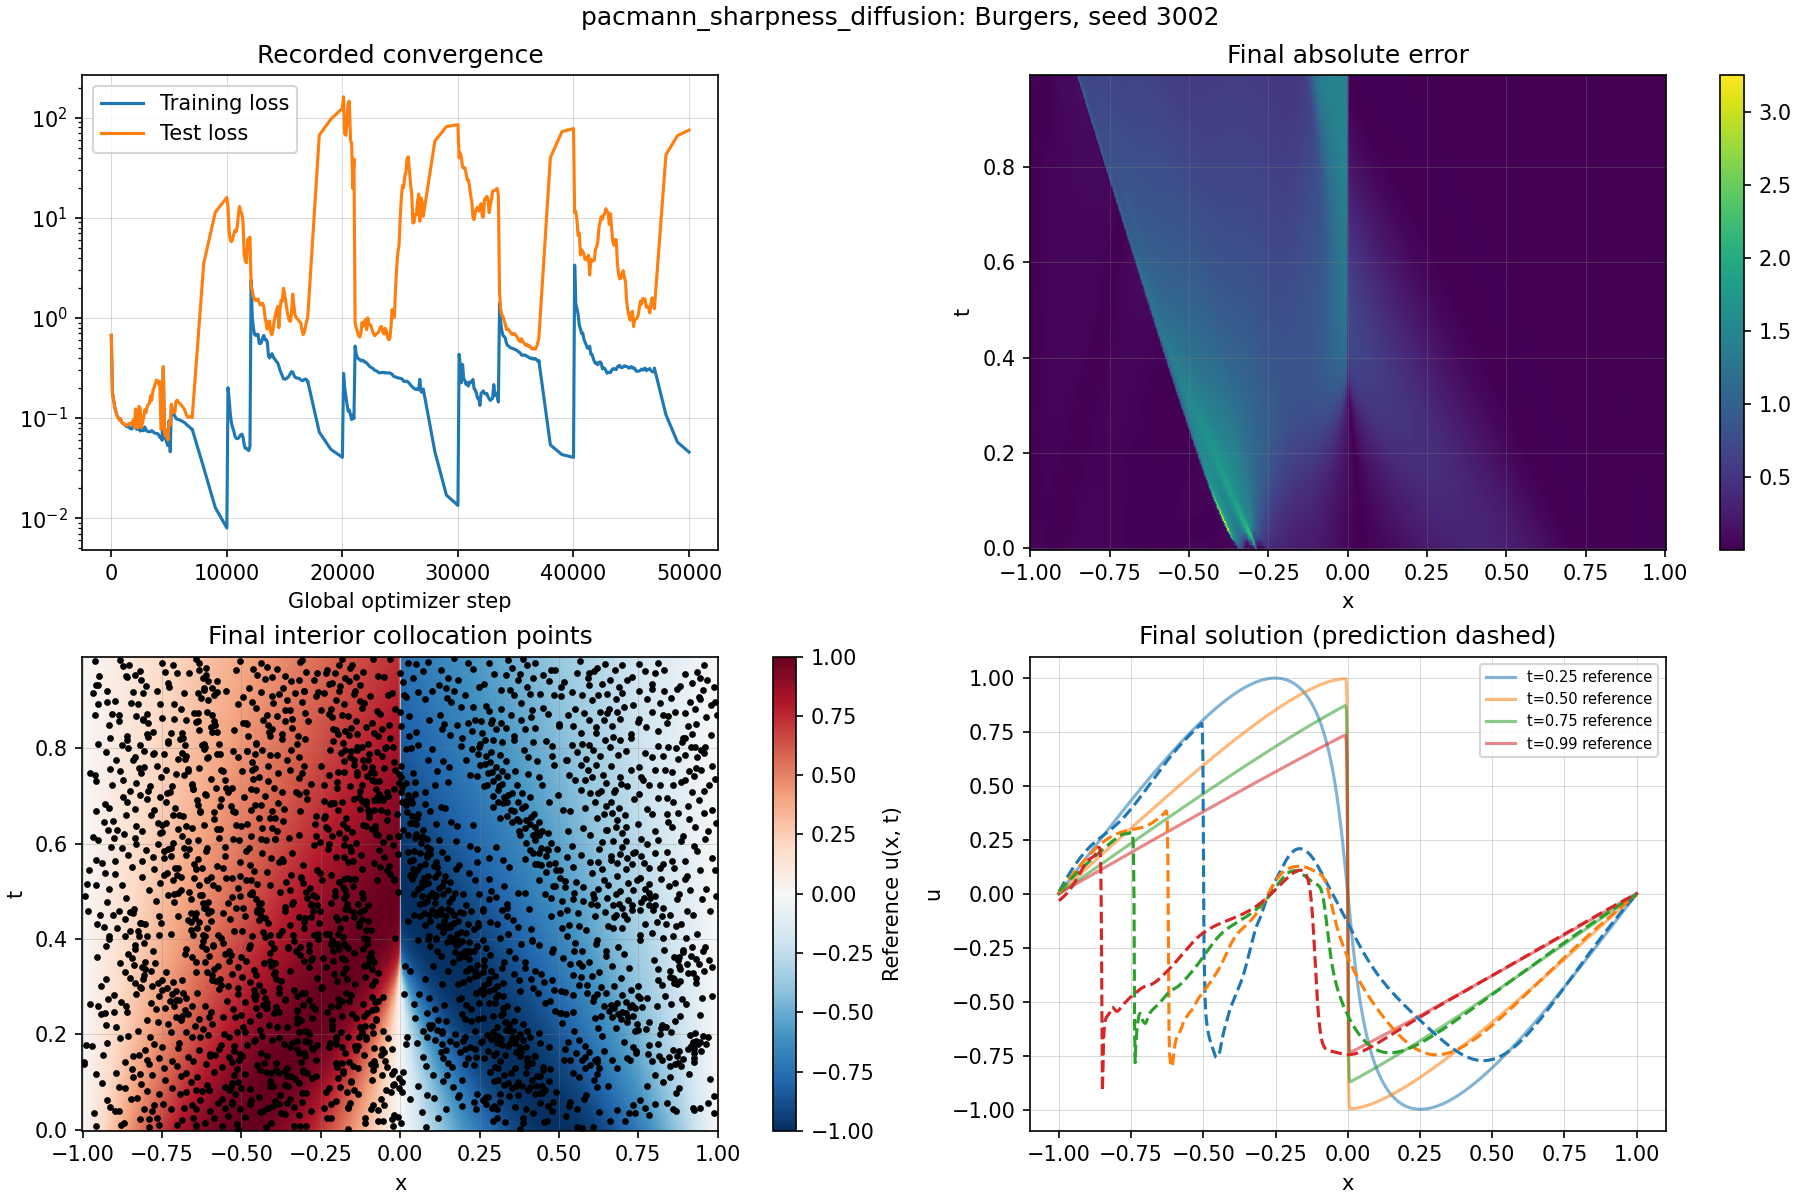 pacmann_sharpness_diffusion: Burgers, seed 3002
Recorded convergence
Training loss
Test loss
10²
10¹
10⁰
10⁻¹
10⁻²
0 10000 20000 30000 40000 50000
Global optimizer step
Final absolute error
t
0.8
0.6
0.4
0.2
0.0
−1.00 −0.75 −0.50 −0.25 0.00 0.25 0.50 0.75 1.00
x
3.0
2.5
2.0
1.5
1.0
0.5
Final interior collocation points
t
0.8
0.6
0.4
0.2
0.0
−1.00 −0.75 −0.50 −0.25 0.00 0.25 0.50 0.75 1.00
x
1.00
0.75
0.50
0.25
0.00
−0.25
−0.50
−0.75
−1.00
Reference u(x, t)
Final solution (prediction dashed)
t=0.25 reference
t=0.50 reference
t=0.75 reference
t=0.99 reference
u
1.00
0.75
0.50
0.25
0.00
−0.25
−0.50
−0.75
−1.00
−1.00 −0.75 −0.50 −0.25 0.00 0.25 0.50 0.75 1.00
x